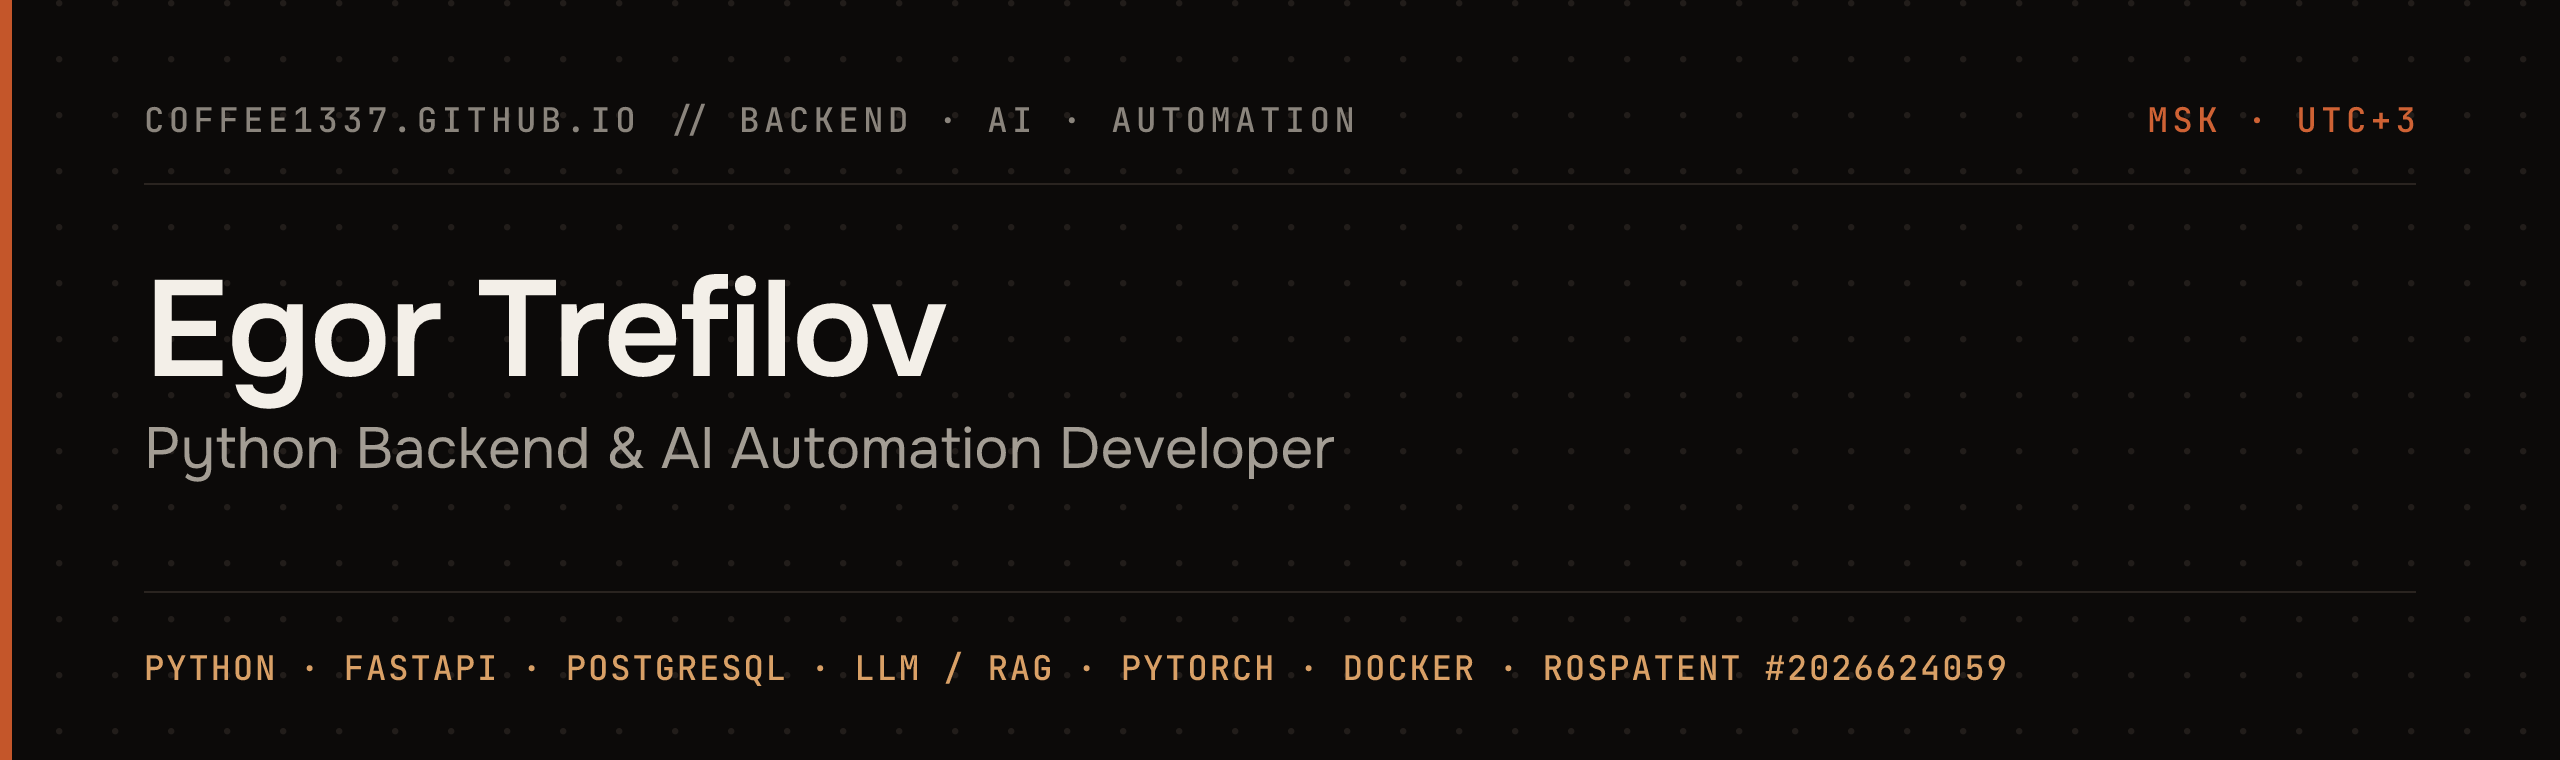 COFFEE1337.GITHUB.IO // BACKEND · AI · AUTOMATION
MSK · UTC+3
Egor Trefilov
Python Backend & AI Automation Developer
PYTHON · FASTAPI · POSTGRESQL · LLM / RAG · PYTORCH · DOCKER · ROSPATENT #2026624059